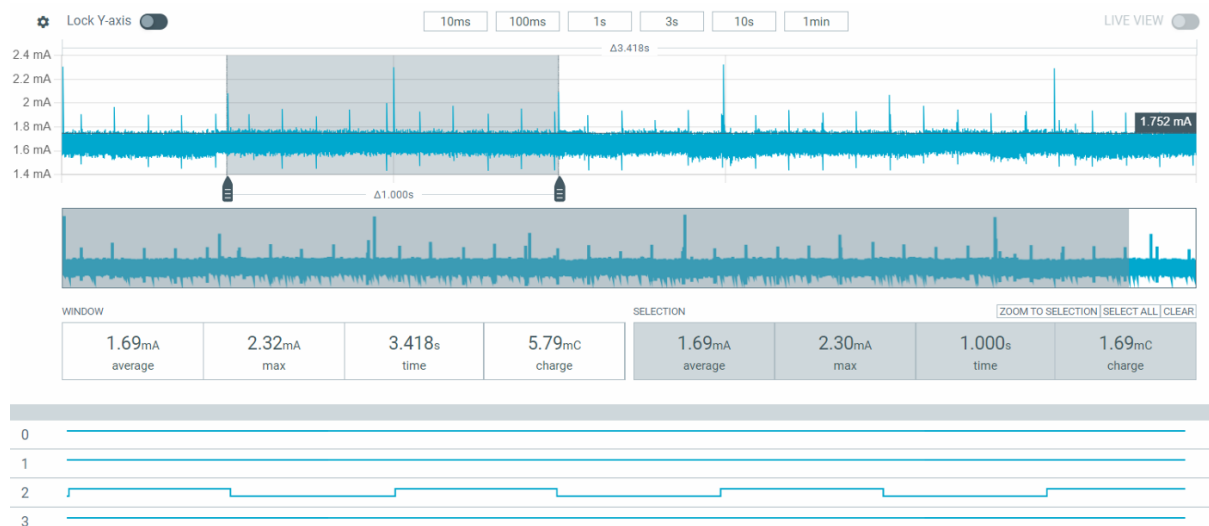 Lock Y-axis 10ms 100ms 1s 3s 10s 1min LIVE VIEW
Δ3.418s
2.4 mA
2.2 mA
2 mA
1.8 mA
1.752 mA
1.6 mA
1.4 mA
Δ1.000s
WINDOW SELECTION ZOOM TO SELECTION SELECT ALL CLEAR
1.69mA 2.32mA 3.418s 5.79mC 1.69mA 2.30mA 1.000s 1.69mC
average max time charge average max time charge
0
1
2
3